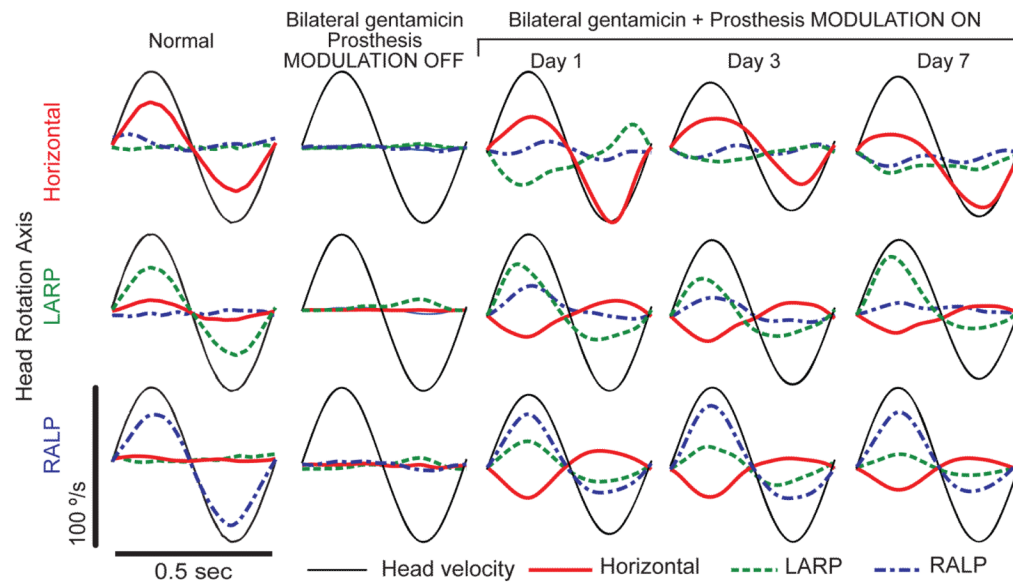 Normal
Bilateral gentamicin
Prosthesis
MODULATION OFF
Bilateral gentamicin + Prosthesis MODULATION ON
Day 1
Day 3
Day 7
Head Rotation Axis
Horizontal
LARP
RALP
100 °/s
0.5 sec
Head velocity
Horizontal
LARP
RALP